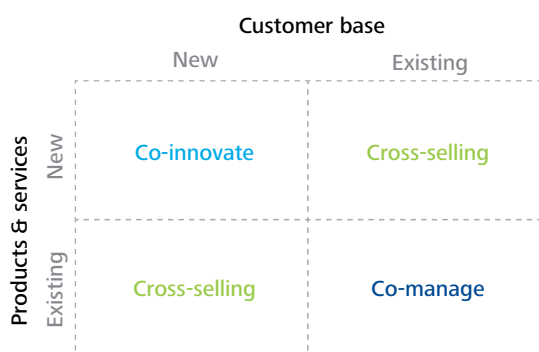 Customer base
New
Existing
Products & services
New
Existing
Co-innovate
Cross-selling
Cross-selling
Co-manage